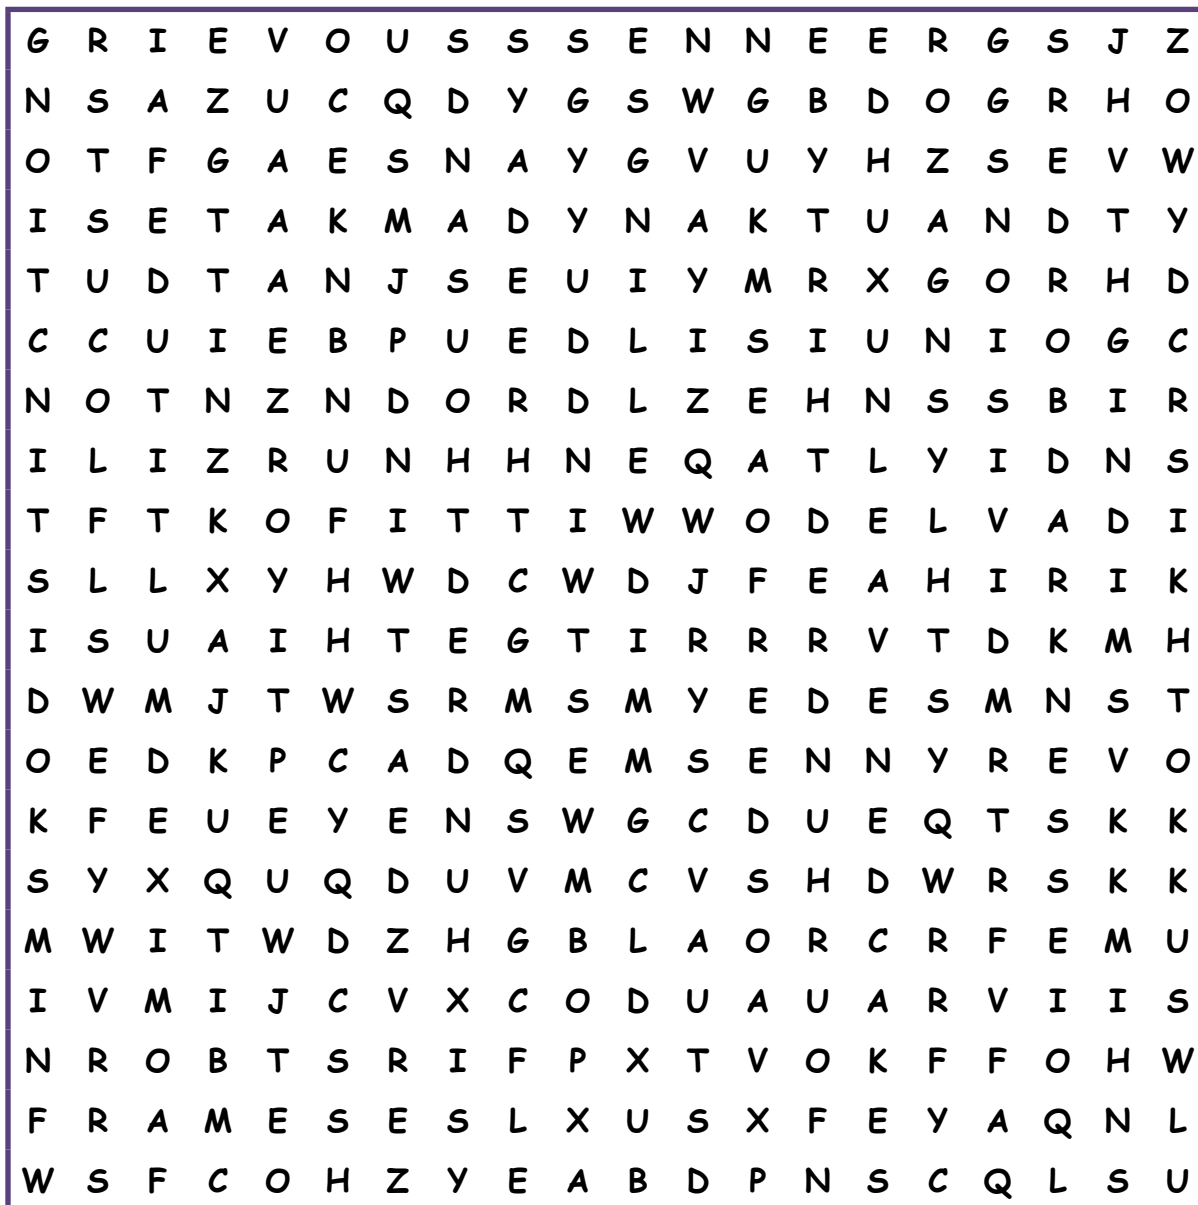 G R I E V O U S S S E N N E E R G S J Z
N S A Z U C Q D Y G S W G B D O G R H O
O T F G A E S N A Y G V U Y H Z S E V W
I S E T A K M A D Y N A K T U A N D T Y
T U D T A N J S E U I Y M R X G O R H D
C C U I E B P U E D L I S I U N I O G C
N O T N Z N D O R D L Z E H N S S B I R
I L I Z R U N H H N E Q A T L Y I D N S
T F T K O F I T T I W W O D E L V A D I
S L L X Y H W D C W D J F E A H I R I K
I S U A I H T E G T I R R R V T D K M H
D W M J T W S R M S M Y E D E S M N S T
O E D K P C A D Q E M S E N N Y R E V O
K F E U E Y E N S W G C D U E Q T S K K
S Y X Q U Q D U V M C V S H D W R S K K
M W I T W D Z H G B L A O R C R F E M U
I V M I J C V X C O D U A U A R V I I S
N R O B T S R I F P X T V O K F F O H W
F R A M E S E S L X U S X F E Y A Q N L
W S F C O H Z Y E A B D P N S C Q L S U